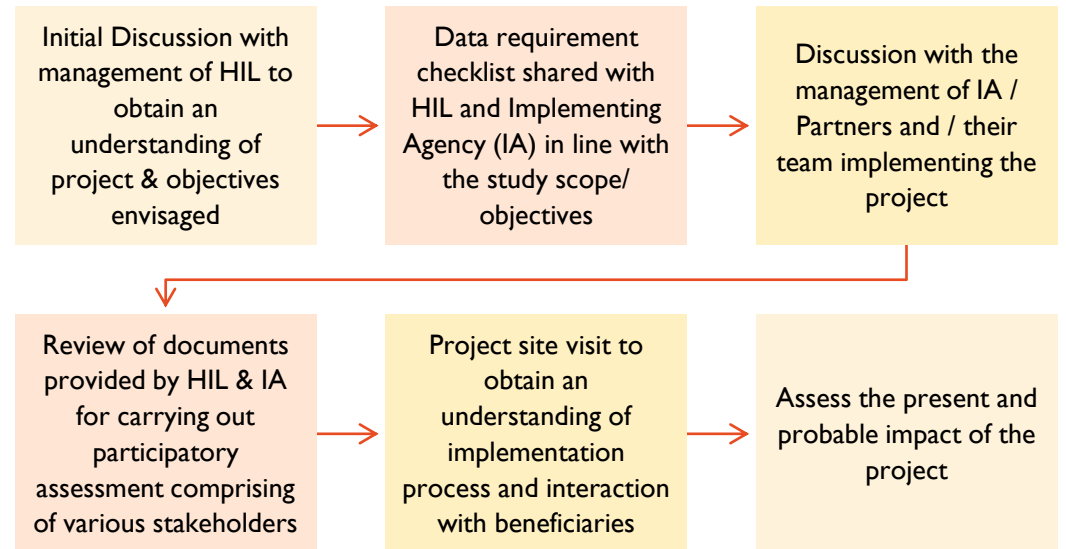 Initial Discussion with
management of HIL to
obtain an
understanding of
project & objectives
envisaged
Data requirement
checklist shared with
HIL and Implementing
Agency (IA) in line with
the study scope/
objectives
Discussion with the
management of IA /
Partners and / their
team implementing the
project
Review of documents
provided by HIL & IA
for carrying out
participatory
assessment comprising
of various stakeholders
Project site visit to
obtain an
understanding of
implementation
process and interaction
with beneficiaries
Assess the present and
probable impact of the
project